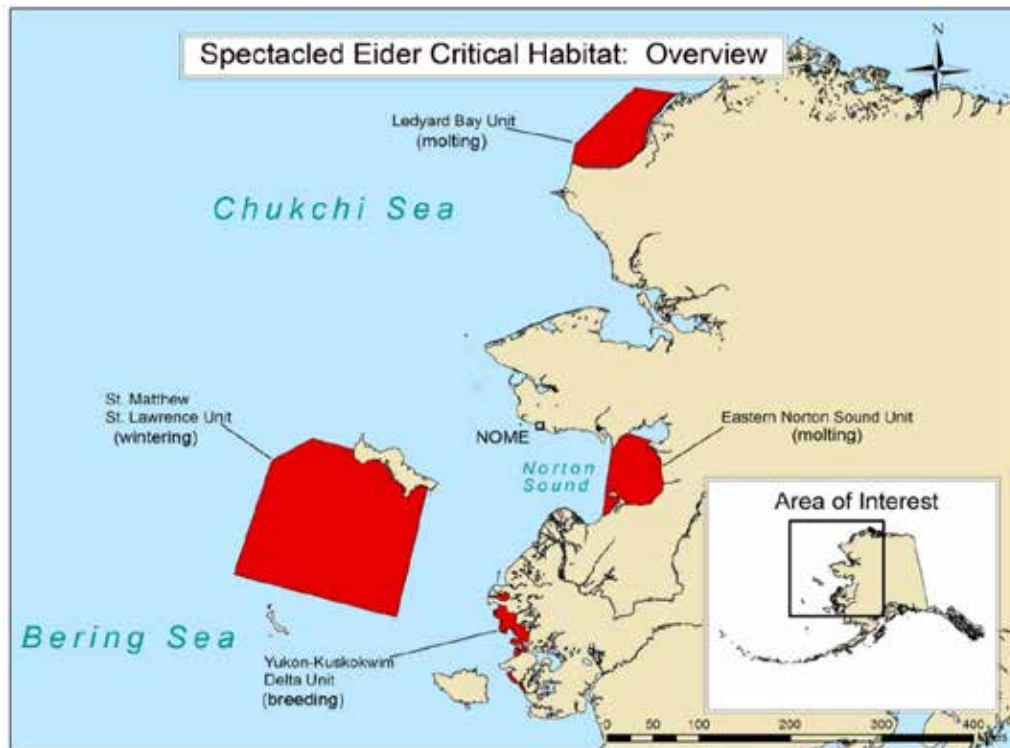 Spectacled Eider Critical Habitat: Overview
N
Ledyard Bay Unit
(molting)
Chukchi Sea
St. Matthew
St. Lawrence Unit
(wintering)
NOME
Eastern Norton Sound Unit
(molting)
Norton
Sound
Area of Interest
Bering Sea
Yukon-Kuskokwim
Delta Unit
(breeding)
0 50 100 200 300 400